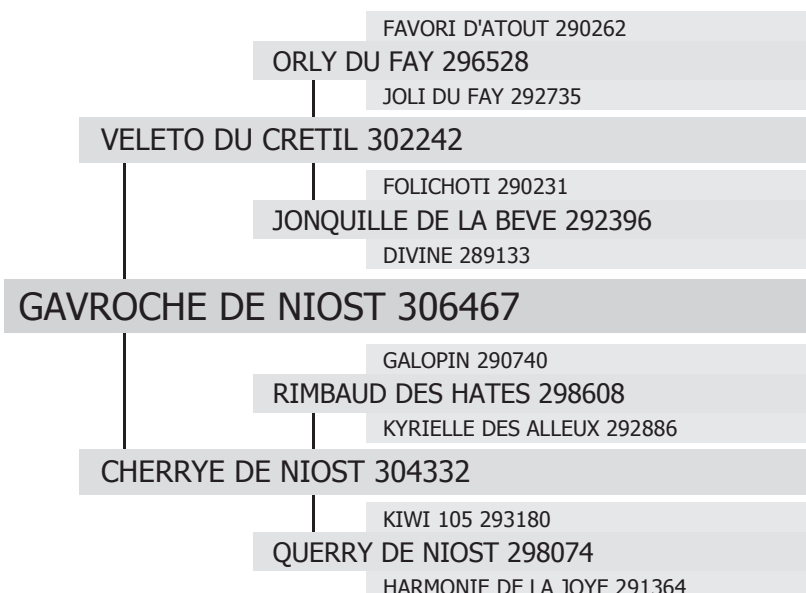 FAVORI D'ATOUT 290262
ORLY DU FAY 296528
JOLI DU FAY 292735
VELETO DU CRETIL 302242
FOLICHOTI 290231
JONQUILLE DE LA BEVE 292396
DIVINE 289133
GAVROCHE DE NIOST 306467
GALOPIN 290740
RIMBAUD DES HATES 298608
KYRIELLE DES ALLEUX 292886
CHERRYE DE NIOST 304332
KIWI 105 293180
QUERRY DE NIOST 298074
HARMONIE DE LA JOYE 291364